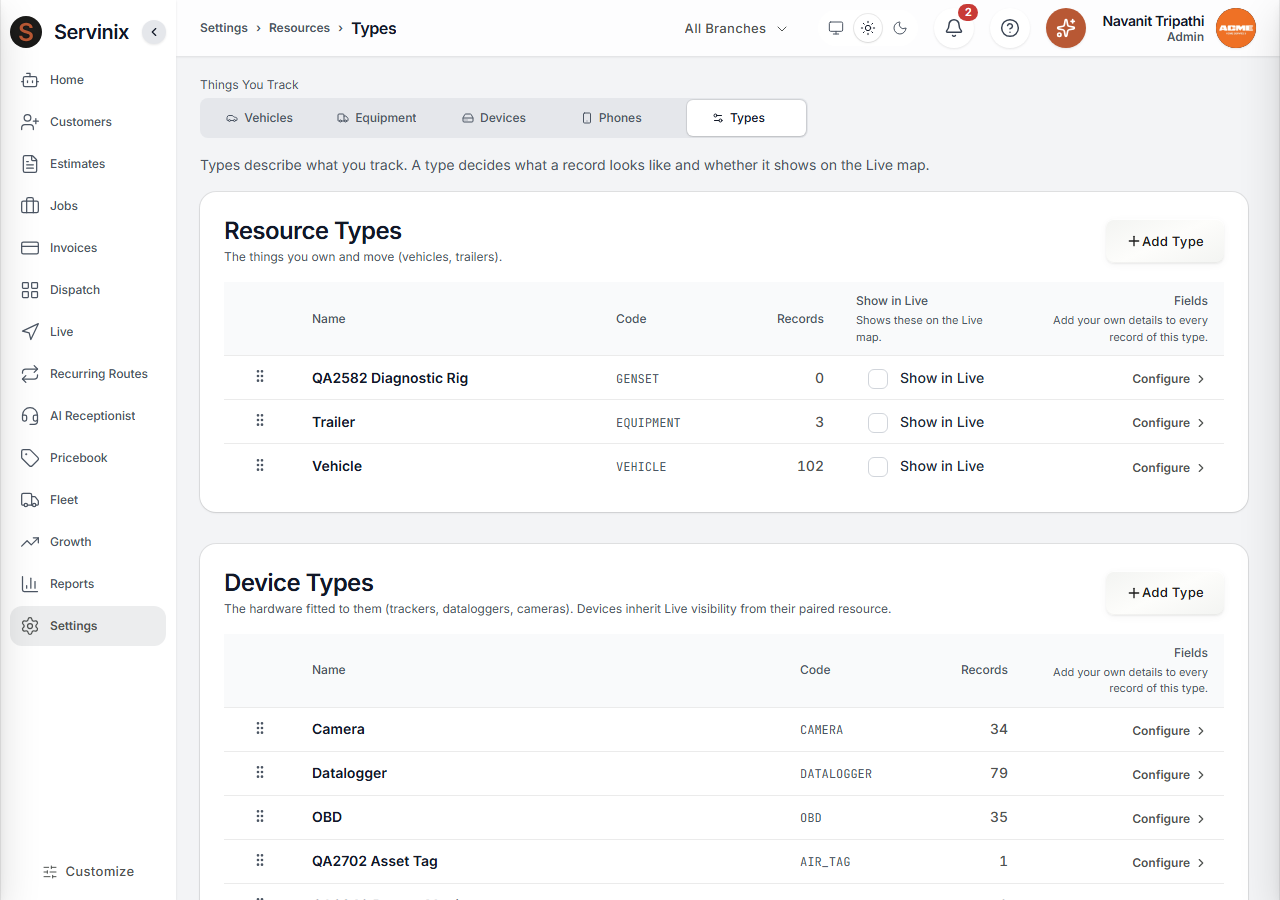 S Servinix
Settings › Resources › Types
All Branches
2
Navanit Tripathi
Admin
ACME
Home
Customers
Estimates
Jobs
Invoices
Dispatch
Live
Recurring Routes
AI Receptionist
Pricebook
Fleet
Growth
Reports
Settings
Customize
Things You Track
Vehicles Equipment Devices Phones Types
Types describe what you track. A type decides what a record looks like and whether it shows on the Live map.
Resource Types
The things you own and move (vehicles, trailers).
+ Add Type
Name Code Records Show in Live Fields
Shows these on the Live map.
Add your own details to every record of this type.
QA2582 Diagnostic Rig GENSET 0 Show in Live Configure
Trailer EQUIPMENT 3 Show in Live Configure
Vehicle VEHICLE 102 Show in Live Configure
Device Types
The hardware fitted to them (trackers, dataloggers, cameras). Devices inherit Live visibility from their paired resource.
+ Add Type
Name Code Records Fields
Add your own details to every record of this type.
Camera CAMERA 34 Configure
Datalogger DATALOGGER 79 Configure
OBD OBD 35 Configure
QA2702 Asset Tag AIR_TAG 1 Configure